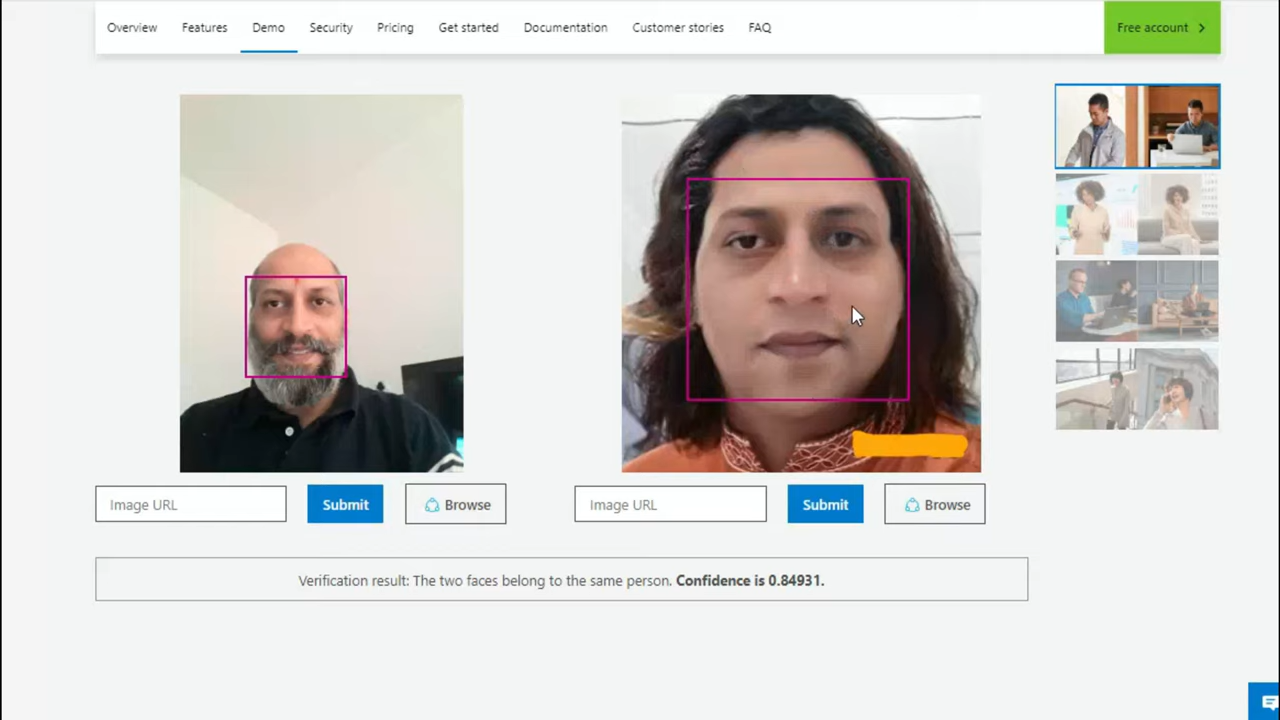 Overview Features Demo Security Pricing Get started Documentation Customer stories FAQ Free account
Image URL Submit Browse Image URL Submit Browse
Verification result: The two faces belong to the same person. Confidence is 0.84931.